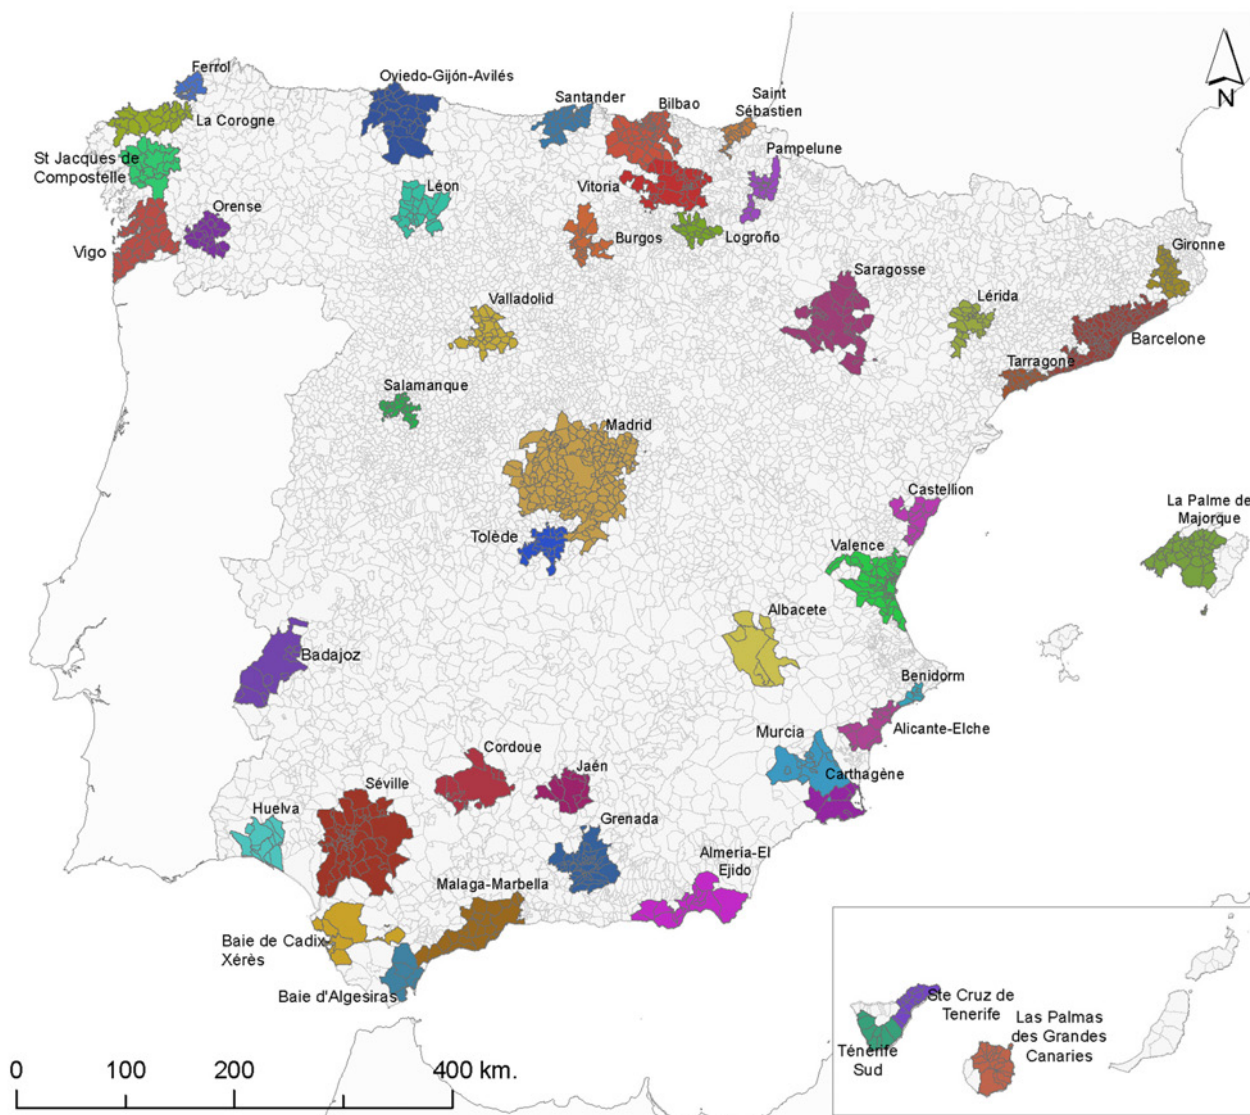 Ferrol
Oviedo-Gijón-Avilés
Santander
Bilbao
Saint
Sébastien
N
La Corogne
Pampelune
St Jacques de
Compostelle
Léon
Vitoria
Orense
Burgos
Logroño
Vigo
Gironne
Saragosse
Lérida
Valladolid
Barcelone
Tarragone
Salamanque
Madrid
Castellion
La Palme de
Majorque
Tolède
Valence
Albacete
Badajoz
Benidorm
Alicante-Elche
Murcia
Cordoue
Jaén
Carthagène
Séville
Huelva
Grenada
Almería-El
Ejido
Malaga-Marbella
Baie de Cadix-
Xérès
Baie d'Algesiras
Ste Cruz de
Tenerife
Las Palmas
des Grandes
Canaries
Ténérife
Sud
0 100 200 400 km.